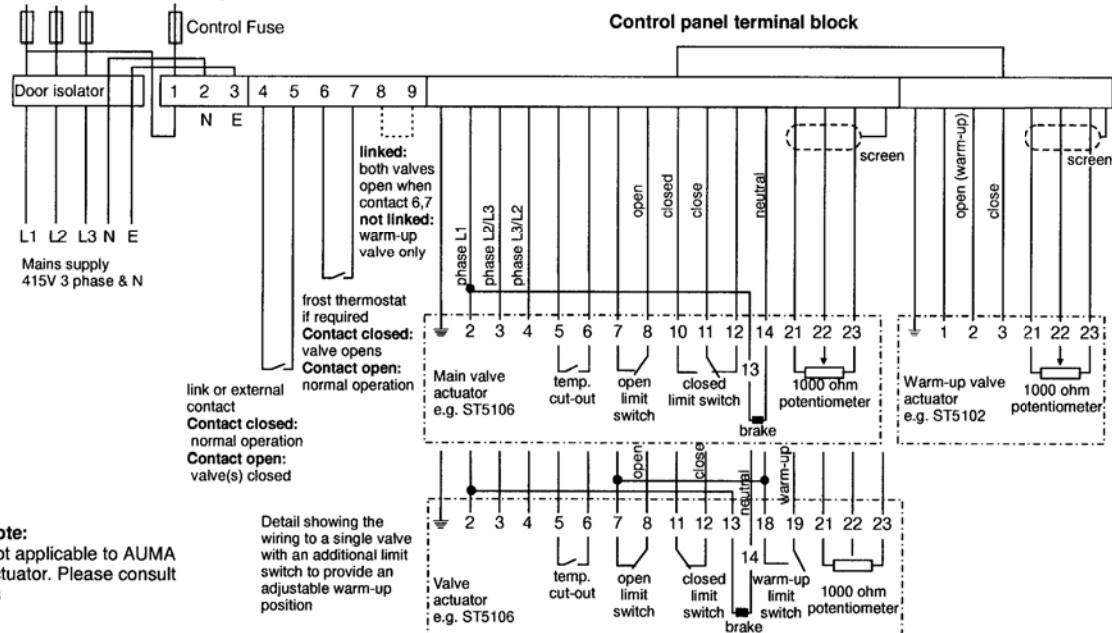 Control Fuse
Control panel terminal block
Door isolator
1 2 3 4 5 6 7 8 9
N E
linked:
both valves
open when
contact 6,7
not linked:
warm-up
valve only
L1 L2 L3 N E
Mains supply
415V 3 phase & N
frost thermostat
if required
Contact closed:
valve opens
Contact open:
normal operation
link or external
contact
Contact closed:
normal operation
Contact open:
valve(s) closed
phase L1
phase L2/L3
phase L3/L2
open
closed
close
neutral
screen
open (warm-up)
close
screen
2 3 4 5 6 7 8 10 11 12 14 21 22 23
13
Main valve
actuator
e.g. ST5106
temp.
cut-out
open
limit
switch
closed
limit switch
brake
1000 ohm
potentiometer
1 2 3 21 22 23
Warm-up valve
actuator
e.g. ST5102
1000 ohm
potentiometer
open
close
neutral
warm-up
Detail showing the
wiring to a single valve
with an additional limit
switch to provide an
adjustable warm-up
position
2 3 4 5 6 7 8 11 12 13 18 19 21 22 23
14
Valve
actuator
e.g. ST5106
temp.
cut-out
open
limit
switch
closed
limit
switch
brake
warm-up
limit
switch
1000 ohm
potentiometer
ote:
ot applicable to AUMA
ctuator. Please consult
s